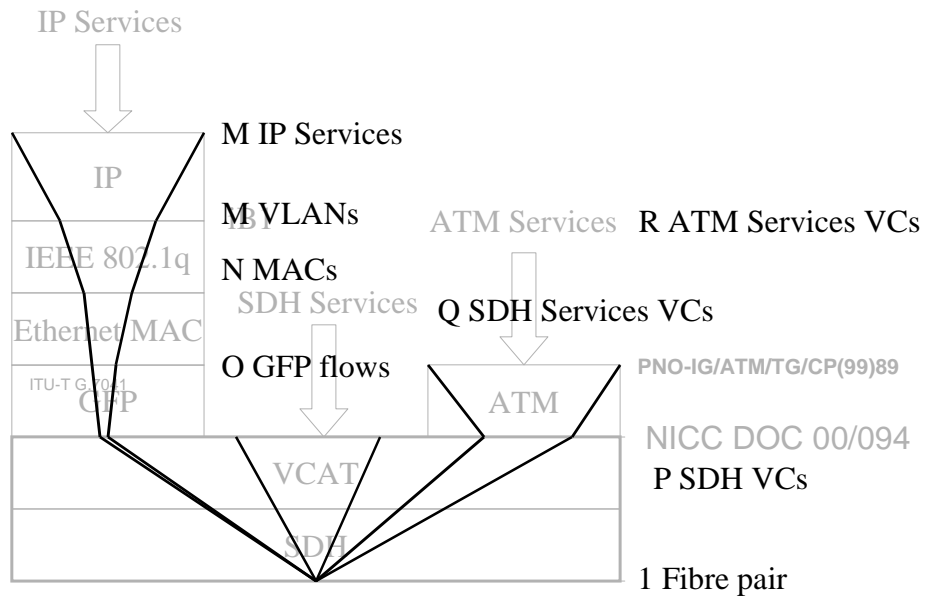 IP Services
M IP Services
IP
M VLANs
IBT
ATM Services
R ATM Services VCs
IEEE 802.1q
N MACs
SDH Services
Q SDH Services VCs
Ethernet MAC
O GFP flows
PNO-IG/ATM/TG/CP(99)89
ITU-T G.7041
GFP
ATM
NICC DOC 00/094
VCAT
P SDH VCs
SDH
1 Fibre pair